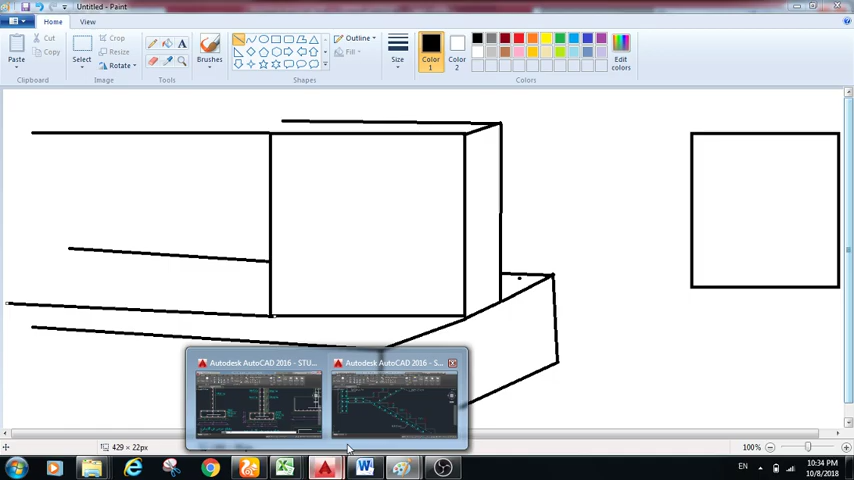 Untitled - Paint
Home View
Paste
Cut
Copy
Clipboard
Select
Crop
Resize
Rotate
Image
A
Tools
Brushes
Outline
Fill
Shapes
Size
Color 1
Color 2
Edit colors
Colors
Autodesk AutoCAD 2016 - STU...
Autodesk AutoCAD 2016 - S...
429 × 22px
100%
EN
10:34 PM
10/8/2018